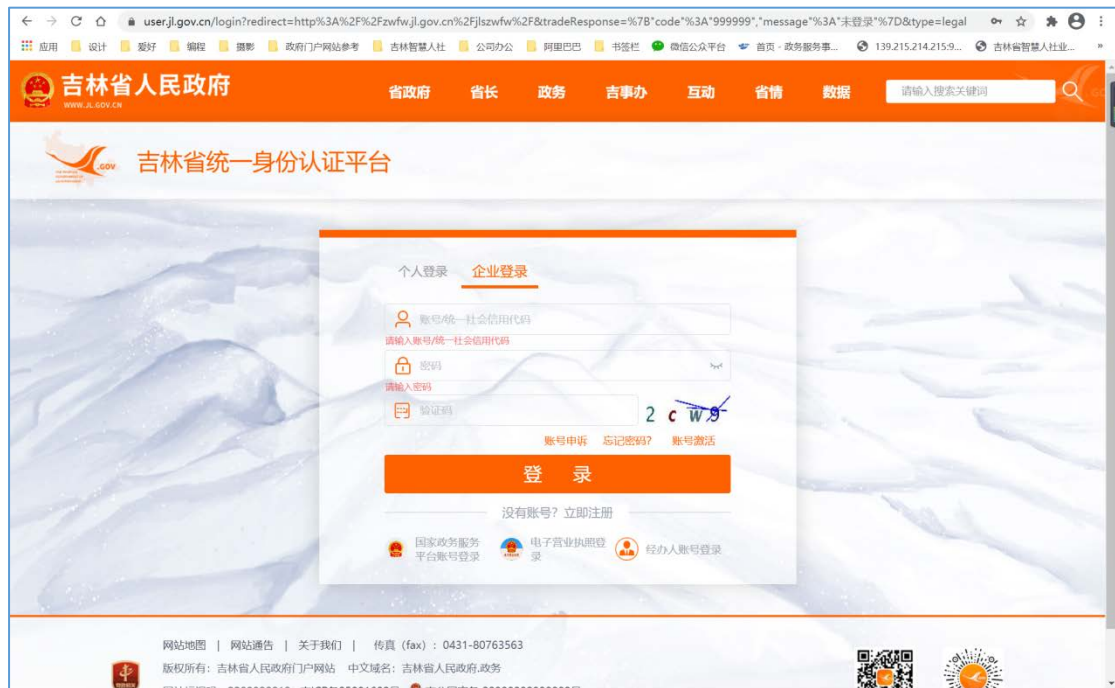 user.jl.gov.cn/login?redirect=http%3A%2F%2Fzwfw.jl.gov.cn%2Fjlszwfw%2F&tradeResponse=%7B"code"%3A"999999","message"%3A"未登录"%7D&type=legal
应用 设计 爱好 编程 摄影 政府门户网站参考 吉林智慧人社 公司办公 阿里巴巴 书签栏 微信公众平台 首页 - 政务服务事... 139.215.214.215:9... 吉林省智慧人社业... »
吉林省人民政府
WWW.JL.GOV.CN
省政府 省长 政务 吉事办 互动 省情 数据 请输入搜索关键词
.GOV 吉林省统一身份认证平台
个人登录 企业登录
账号/统一社会信用代码
请输入账号/统一社会信用代码
密码
请输入密码
验证码 2 c W 9
账号申诉 忘记密码? 账号激活
登 录
没有账号? 立即注册
国家政务服务平台账号登录
电子营业执照登录
经办人账号登录
网站地图 | 网站通告 | 关于我们 | 传真 (fax) : 0431-80763563
版权所有: 吉林省人民政府门户网站 中文域名: 吉林省人民政府.政务